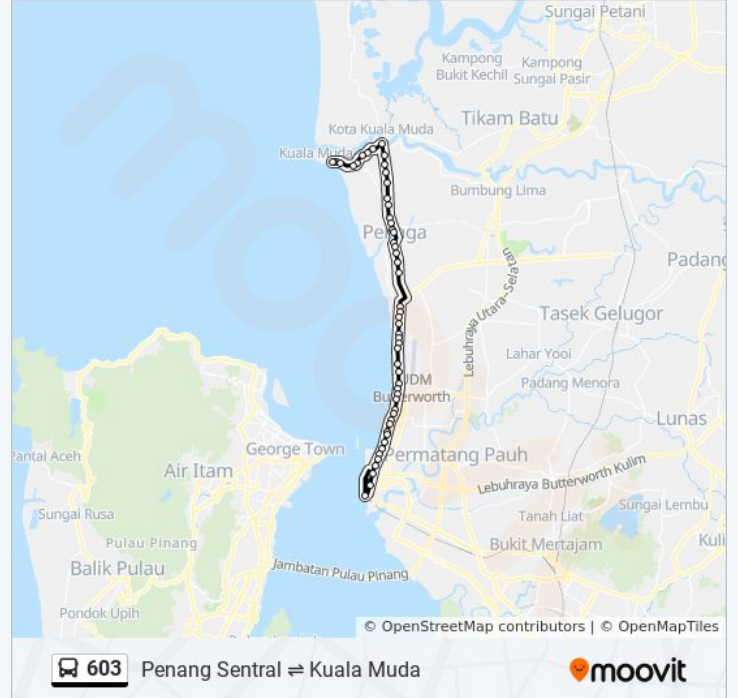 Sungai Petani
Kampong
Bukit Kechil
Kampong
Sungai Pasir
Tikam Batu
Kota Kuala Muda
Kuala Muda
Bumbung Lima
Penaga
Padang
Lebuhraya Utara-Selatan
Tasek Gelugor
Lahar Yooi
Padang Menora
UDM
Butterworth
Lunas
George Town
Permatang Pauh
Pantai Aceh
Air Itam
Lebuhraya Butterworth Kulim
Sungai Rusa
Tanah Liat
Sungai Lembu
Pulau Pinang
Bukit Mertajam
Kuli
Balik Pulau
Jambatan Pulau Pinang
Pondok Upih
© OpenStreetMap contributors | © OpenMapTiles
603 Penang Sentral ⇌ Kuala Muda
moovit